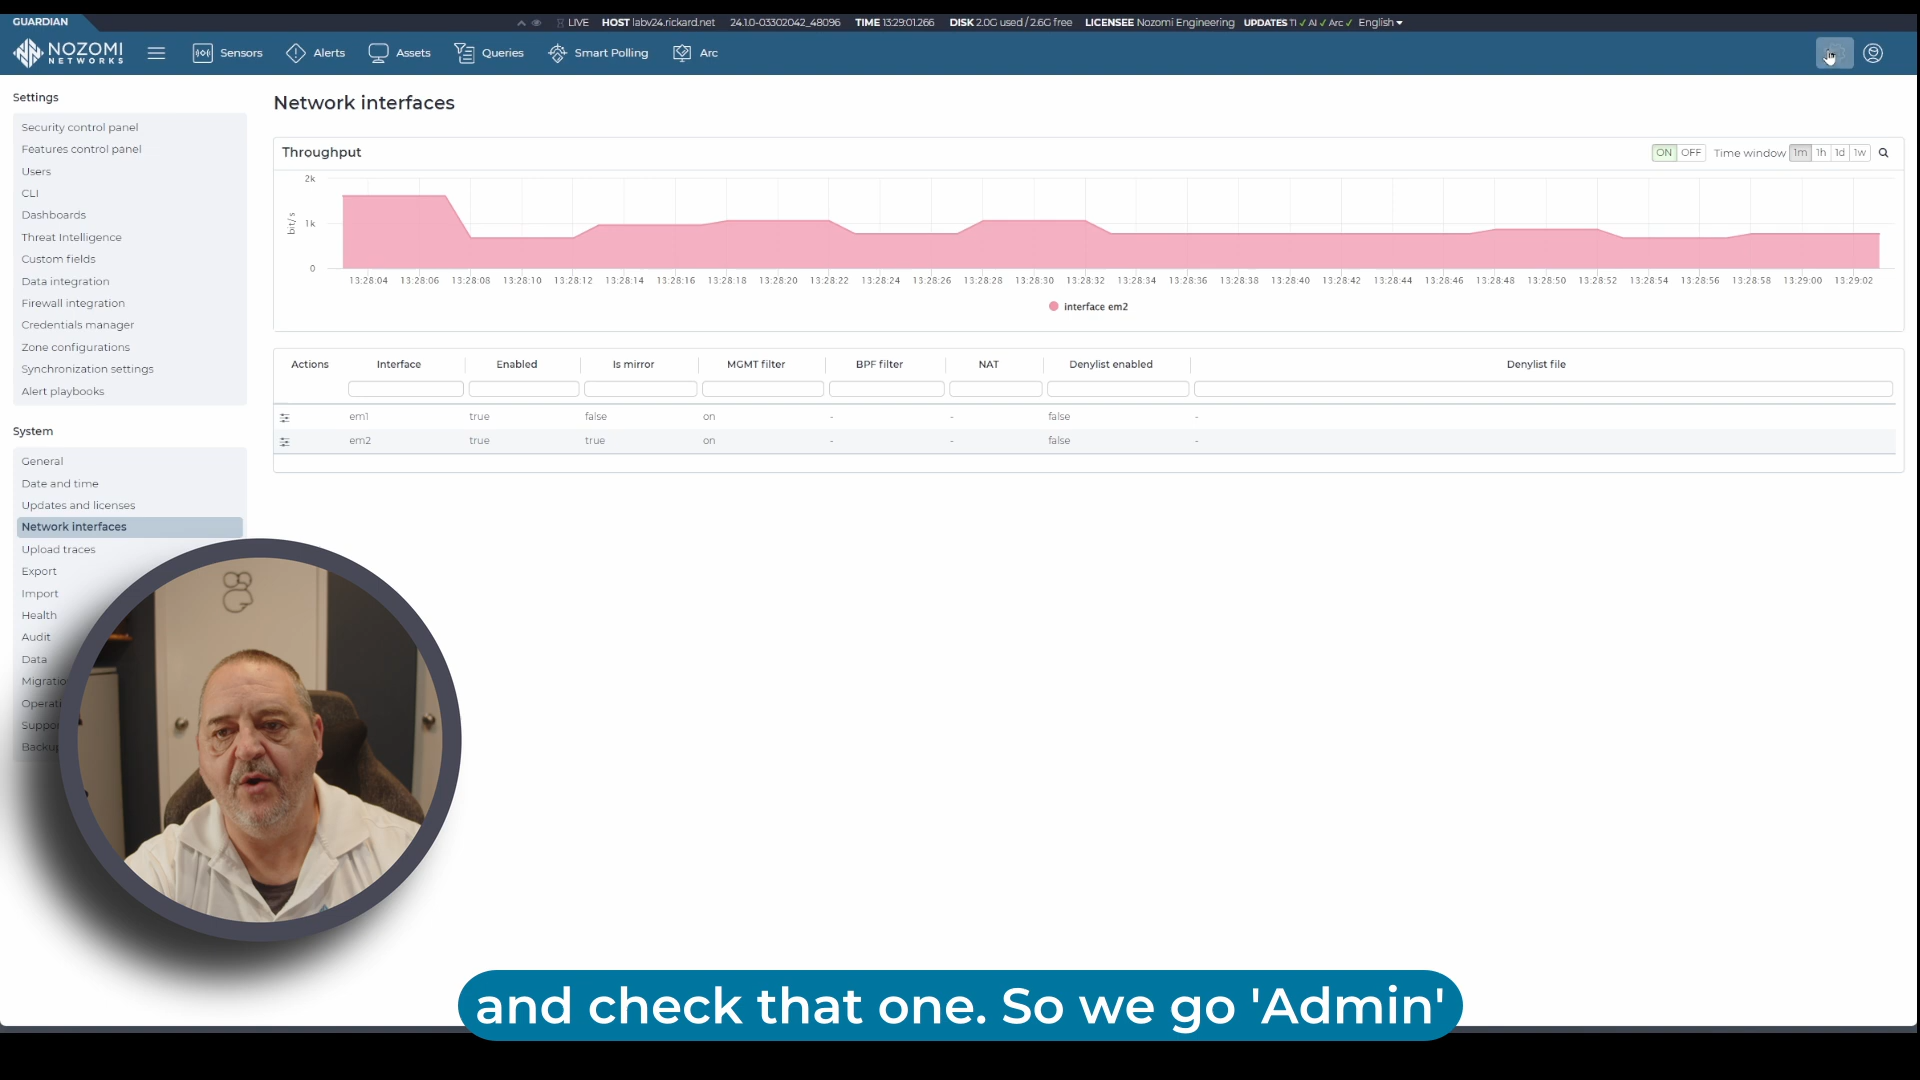 GUARDIAN
LIVE HOST labv24.rickard.net 24.1.0-03302042_48096 TIME 13:29:01.266 DISK 2.0G used / 2.6G free LICENSEE Nozomi Engineering UPDATES TI ✓ AI ✓ Arc ✓ English
NOZOMI NETWORKS Sensors Alerts Assets Queries Smart Polling Arc
Settings
Security control panel
Features control panel
Users
CLI
Dashboards
Threat Intelligence
Custom fields
Data integration
Firewall integration
Credentials manager
Zone configurations
Synchronization settings
Alert playbooks
System
General
Date and time
Updates and licenses
Network interfaces
Upload traces
Export
Import
Health
Audit
Data
Network interfaces
Throughput ON OFF Time window 1m 1h 1d 1w
2k
bit/s
1k
0
13:28:04 13:28:06 13:28:08 13:28:10 13:28:12 13:28:14 13:28:16 13:28:18 13:28:20 13:28:22 13:28:24 13:28:26 13:28:28 13:28:30 13:28:32 13:28:34 13:28:36 13:28:38 13:28:40 13:28:42 13:28:44 13:28:46 13:28:48 13:28:50 13:28:52 13:28:54 13:28:56 13:28:58 13:29:00 13:29:02
interface em2
Actions Interface Enabled Is mirror MGMT filter BPF filter NAT Denylist enabled Denylist file
em1 true false on - - false -
em2 true true on - - false -
and check that one. So we go 'Admin'